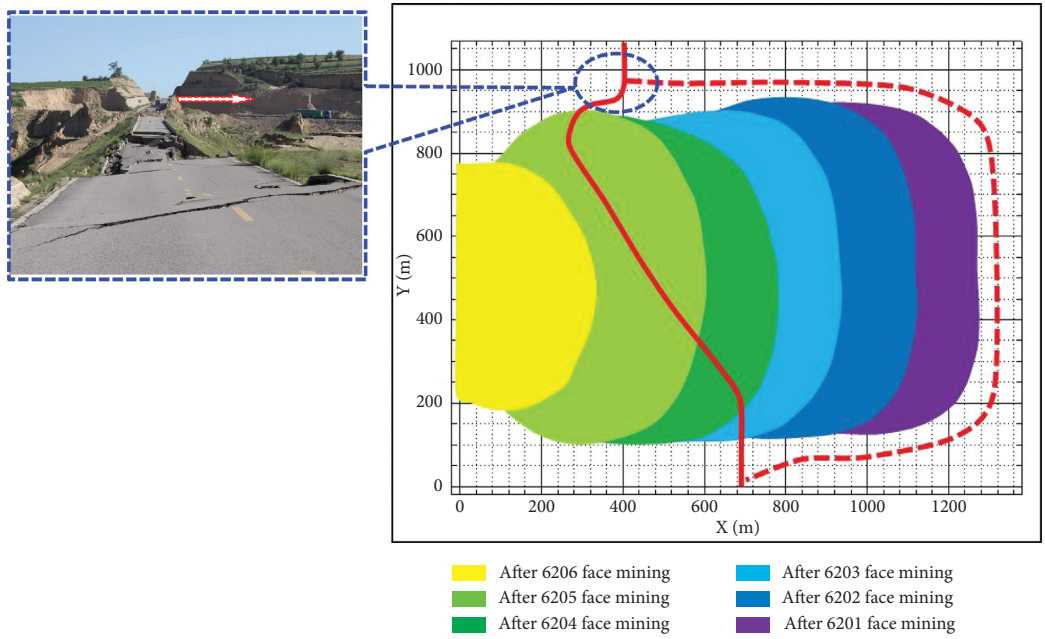 1000
800
600
400
200
0
Y (m)
0 200 400 600 800 1000 1200
X (m)
After 6206 face mining
After 6205 face mining
After 6204 face mining
After 6203 face mining
After 6202 face mining
After 6201 face mining